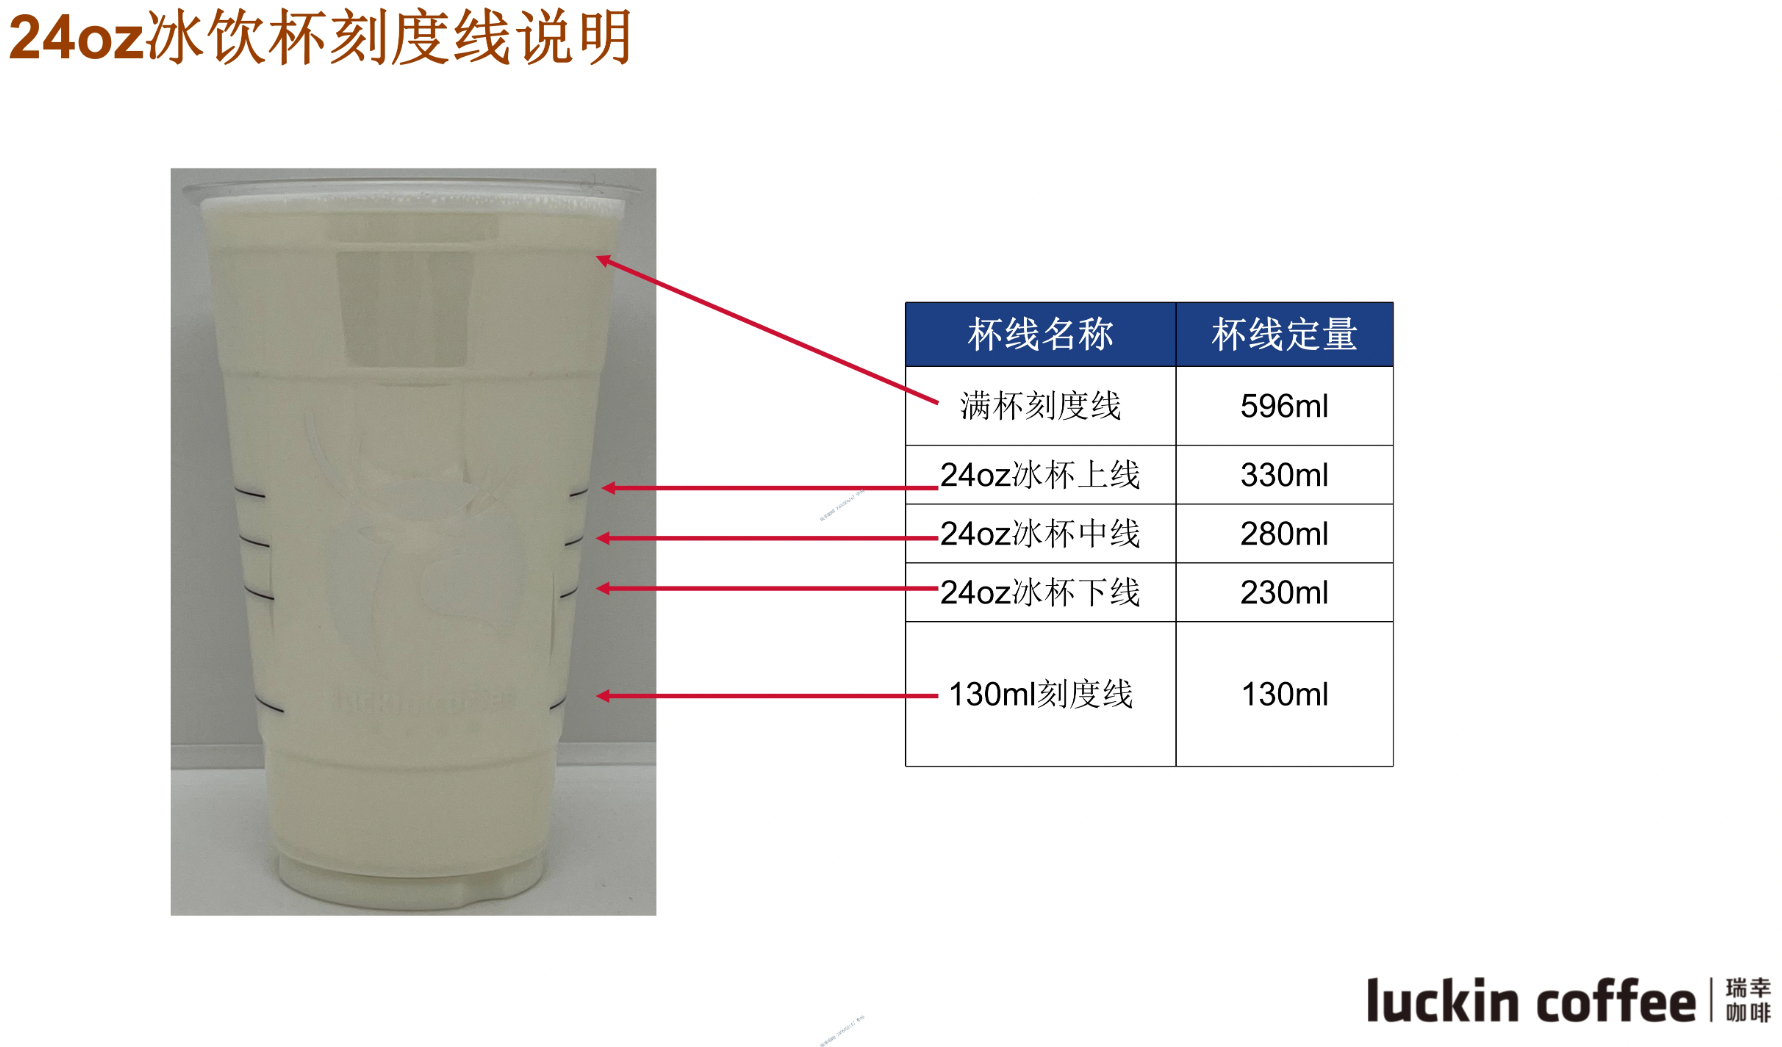 24oz冰饮杯刻度线说明
杯线名称 杯线定量
满杯刻度线 596ml
24oz冰杯上线 330ml
24oz冰杯中线 280ml
24oz冰杯下线 230ml
130ml刻度线 130ml
luckin coffee
luckin coffee 瑞幸
咖啡